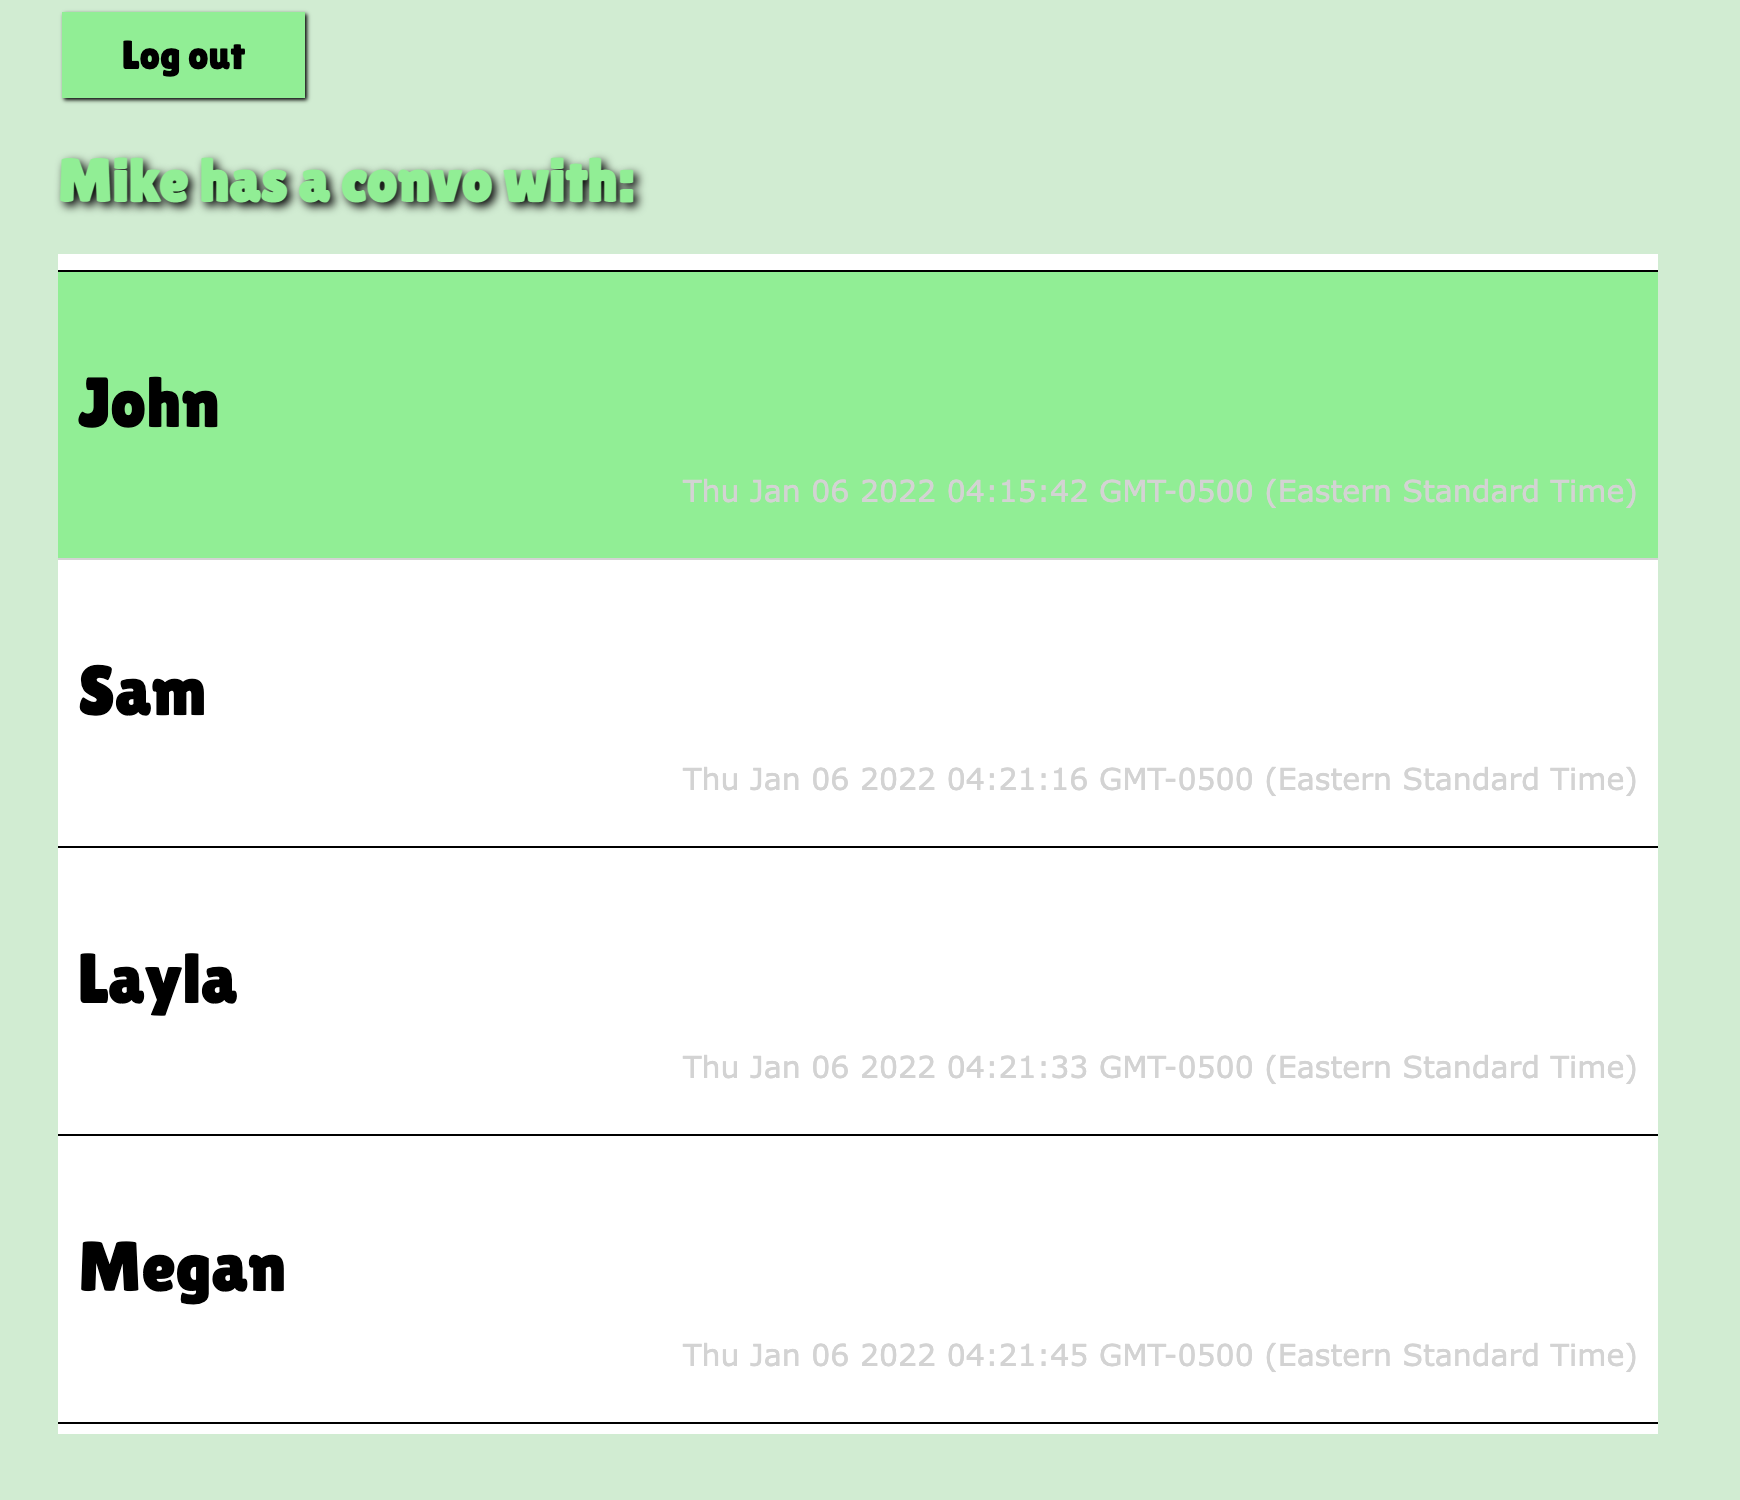 Log out
Mike has a convo with:
John
Thu Jan 06 2022 04:15:42 GMT-0500 (Eastern Standard Time)
Sam
Thu Jan 06 2022 04:21:16 GMT-0500 (Eastern Standard Time)
Layla
Thu Jan 06 2022 04:21:33 GMT-0500 (Eastern Standard Time)
Megan
Thu Jan 06 2022 04:21:45 GMT-0500 (Eastern Standard Time)